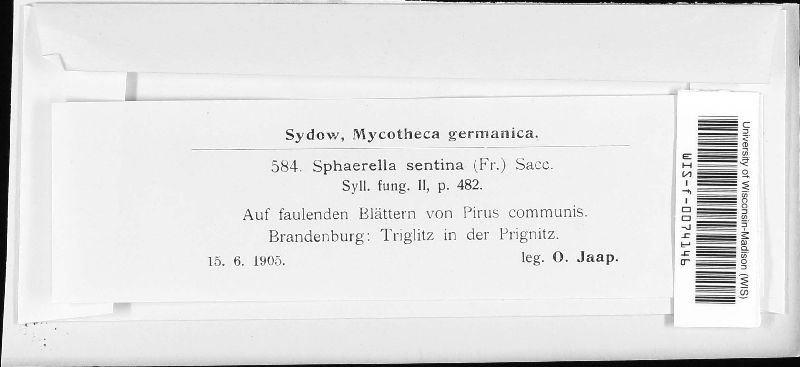 Sydow, Mycotheca germanica.
584. Sphaerella sentina (Fr.) Sacc.
Syll. fung. II, p. 482.
Auf faulenden Blättern von Pirus communis.
Brandenburg: Triglitz in der Prignitz.
15. 6. 1905. leg. O. Jaap.
University of Wisconsin-Madison (WIS)
WIS-f-0074146